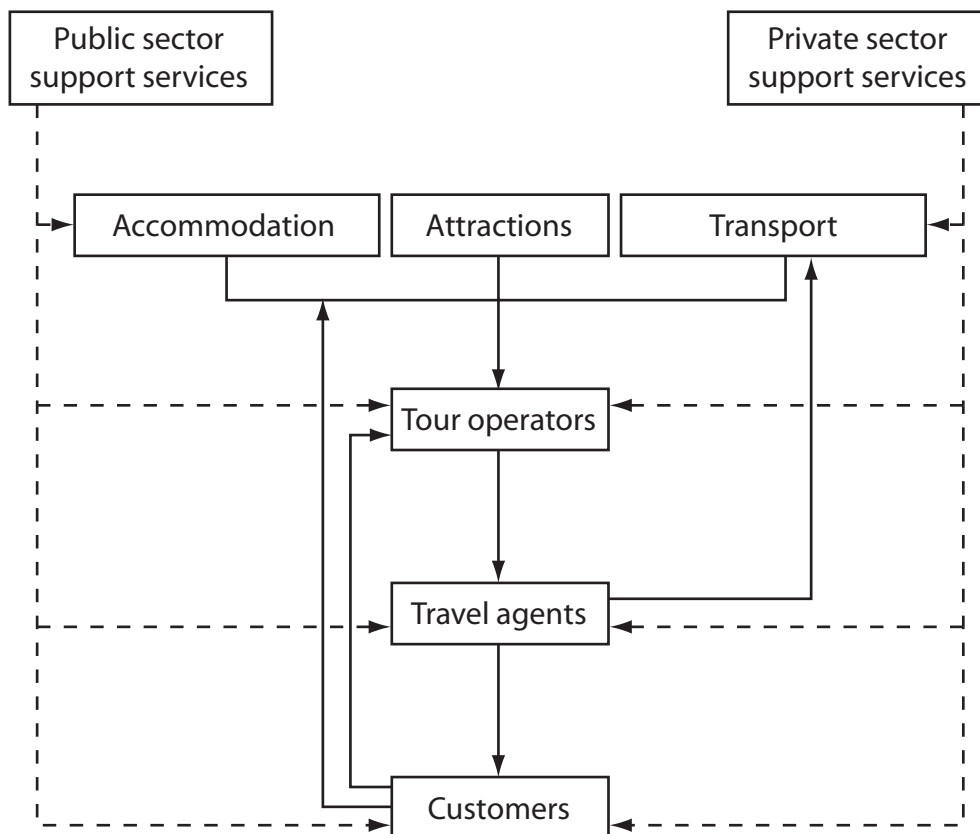 Public sector
support services
Private sector
support services
Accommodation
Attractions
Transport
Tour operators
Travel agents
Customers